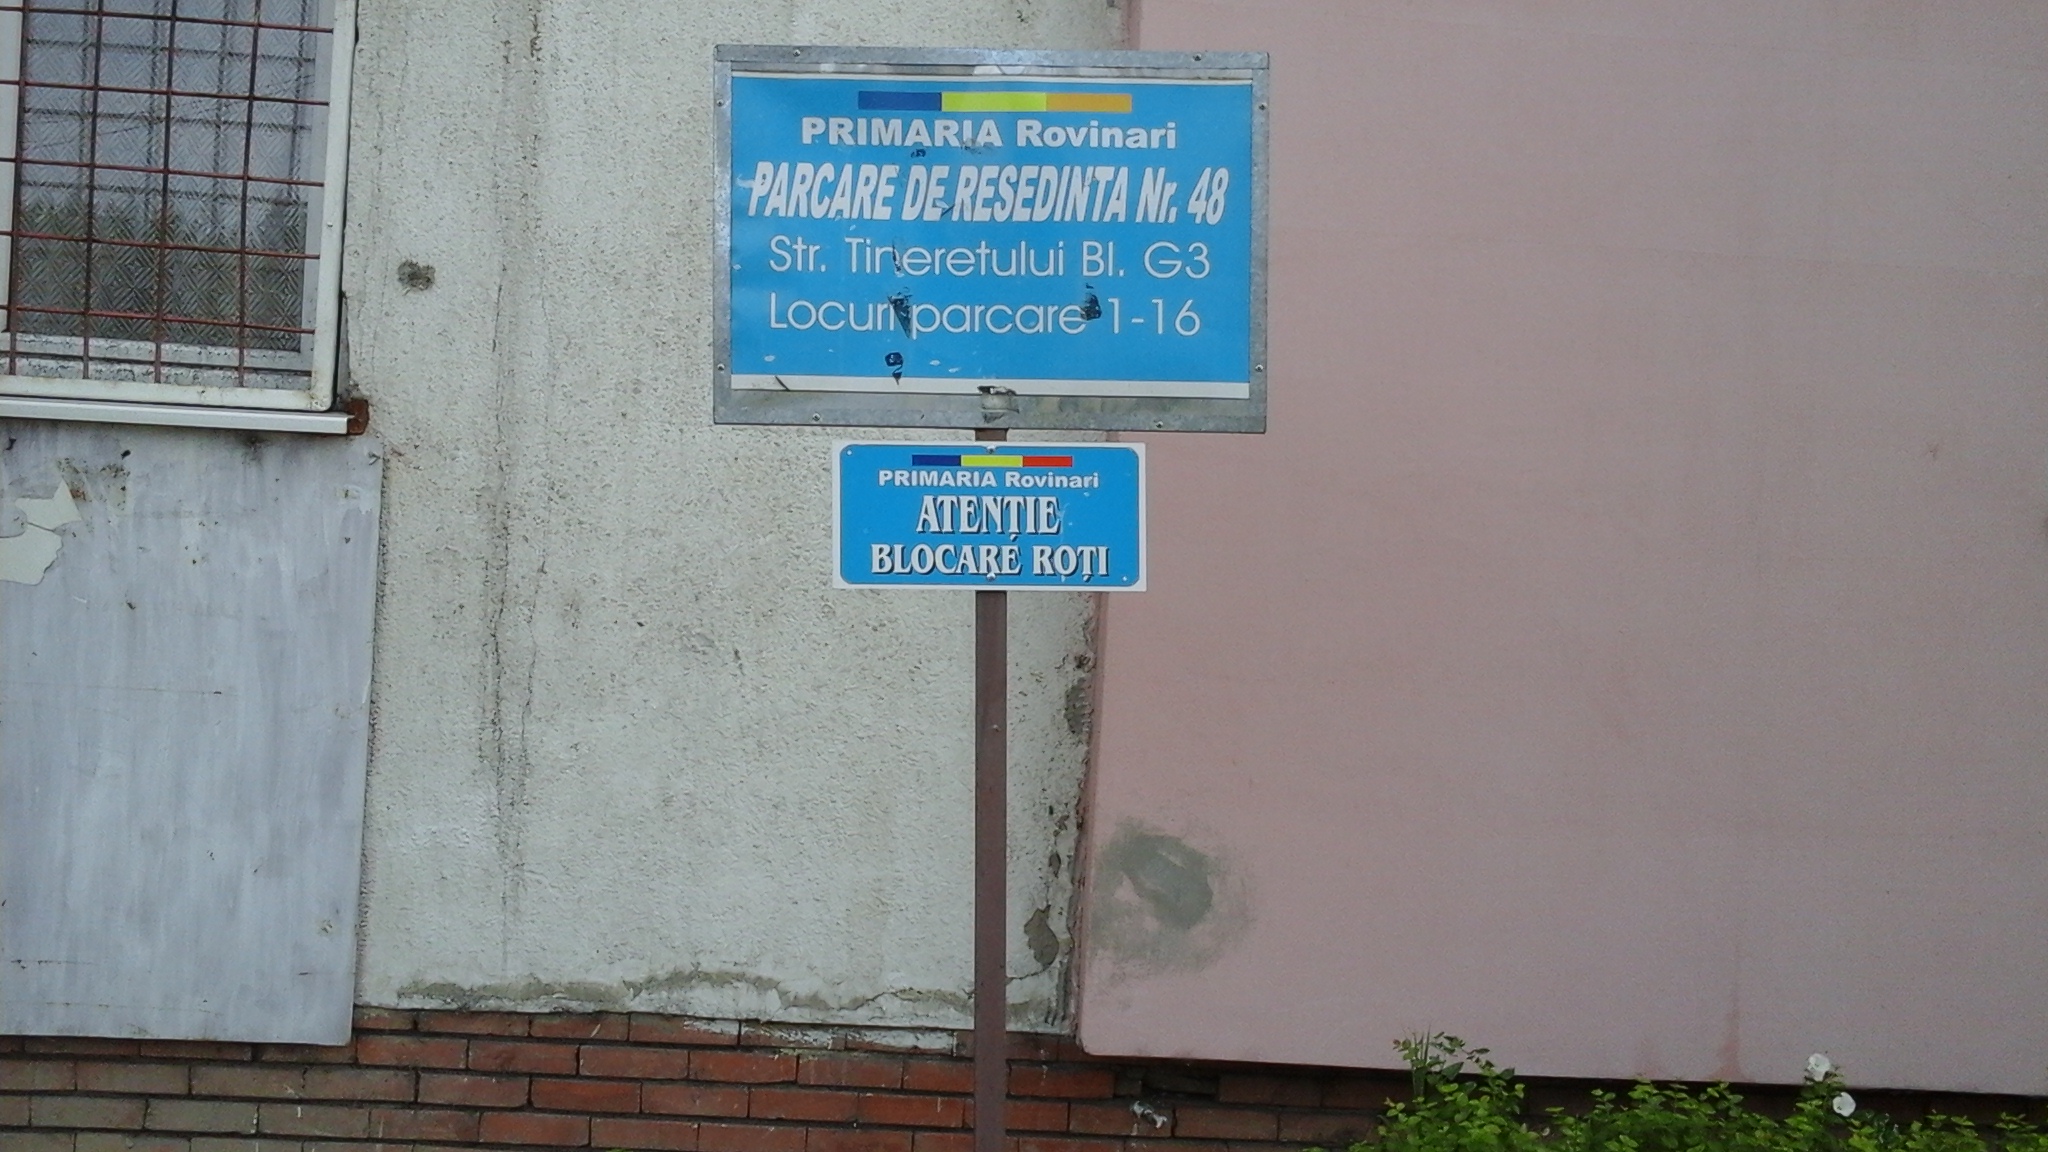 PRIMARIA Rovinari
PARCARE DE RESEDINTA Nr. 48
Str. Tineretului Bl. G3
Locuri parcare 1-16
PRIMARIA Rovinari
ATENȚIE
BLOCARE ROȚI